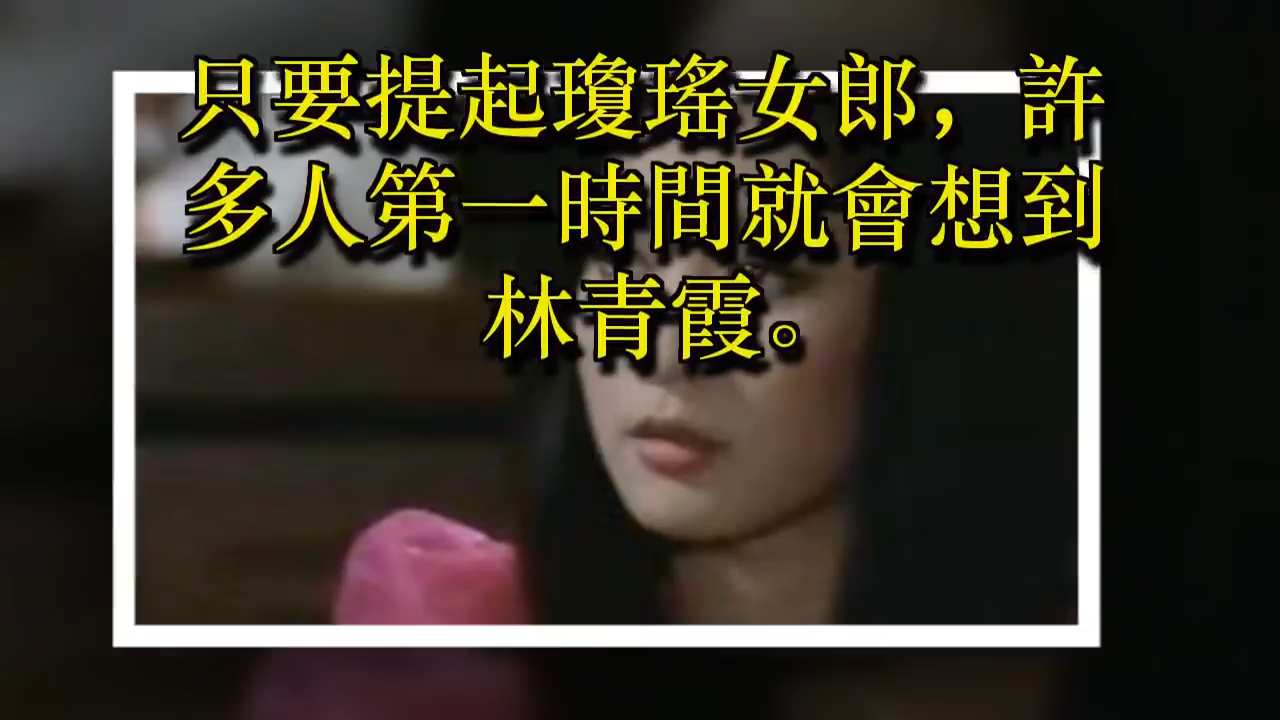 只要提起瓊瑤女郎，許
多人第一時間就會想到
林青霞。